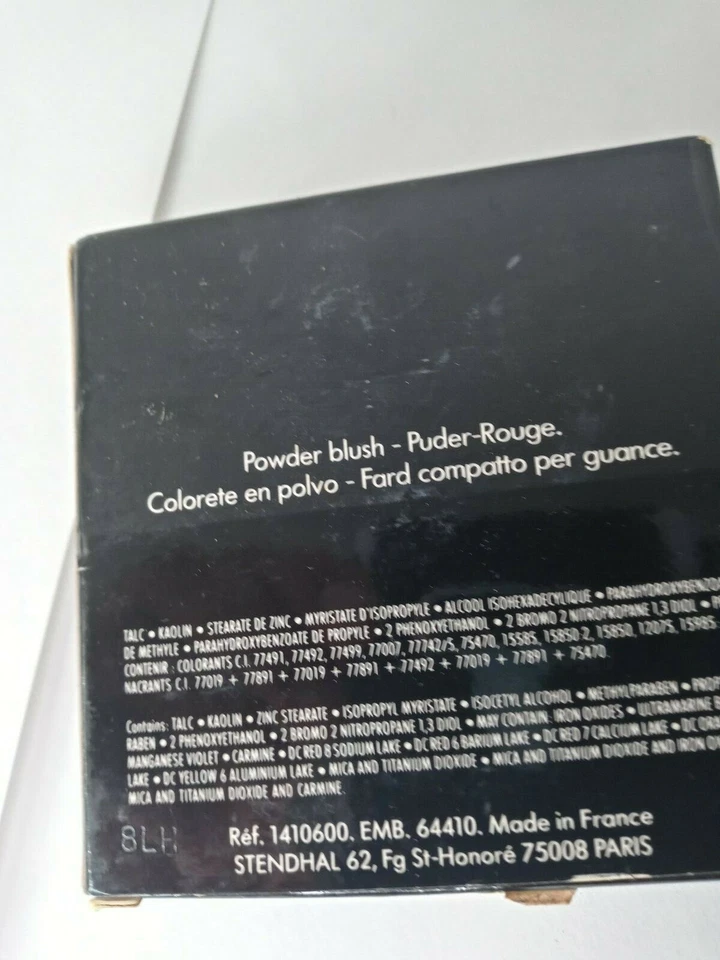 Powder blush - Puder-Rouge.
Colorete en polvo - Fard compatto per guance.
TALC • KAOLIN • STEARATE DE ZINC • MYRISTATE D'ISOPROPYLE • ALCOOL ISOHEXADECYLIQUE • PARAHYDROXYBENZO
DE METHYLE • PARAHYDROXYBENZOATE DE PROPYLE • 2 PHENOXYETHANOL • 2 BROMO 2 NITROPROPANE 1,3 DIOL •
CONTENIR : COLORANTS C.I. 77491, 77492, 77499, 77007, 77742/S, 75470, 15585, 15850-2, 15850, 12075, 15985
NACRANTS C.I. 77019 + 77891 + 77019 + 77891 + 77492 + 77019 + 77891 + 75470.
Contains: TALC • KAOLIN • ZINC STEARATE • ISOPROPYL MYRISTATE • ISOCETYL ALCOHOL • METHYLPARABEN • PROP
RABEN • 2 PHENOXYETHANOL • 2 BROMO 2 NITROPROPANE 1,3 DIOL • MAY CONTAIN: IRON OXIDES • ULTRAMARINE
MANGANESE VIOLET • CARMINE • DC RED 8 SODIUM LAKE • DC RED 6 BARIUM LAKE • DC RED 7 CALCIUM LAKE • DC
LAKE • DC YELLOW 6 ALUMINIUM LAKE • MICA AND TITANIUM DIOXIDE • MICA AND TITANIUM DIOXIDE AND IRON
MICA AND TITANIUM DIOXIDE AND CARMINE.
8LH
Réf. 1410600. EMB. 64410. Made in France
STENDHAL 62, Fg St-Honoré 75008 PARIS